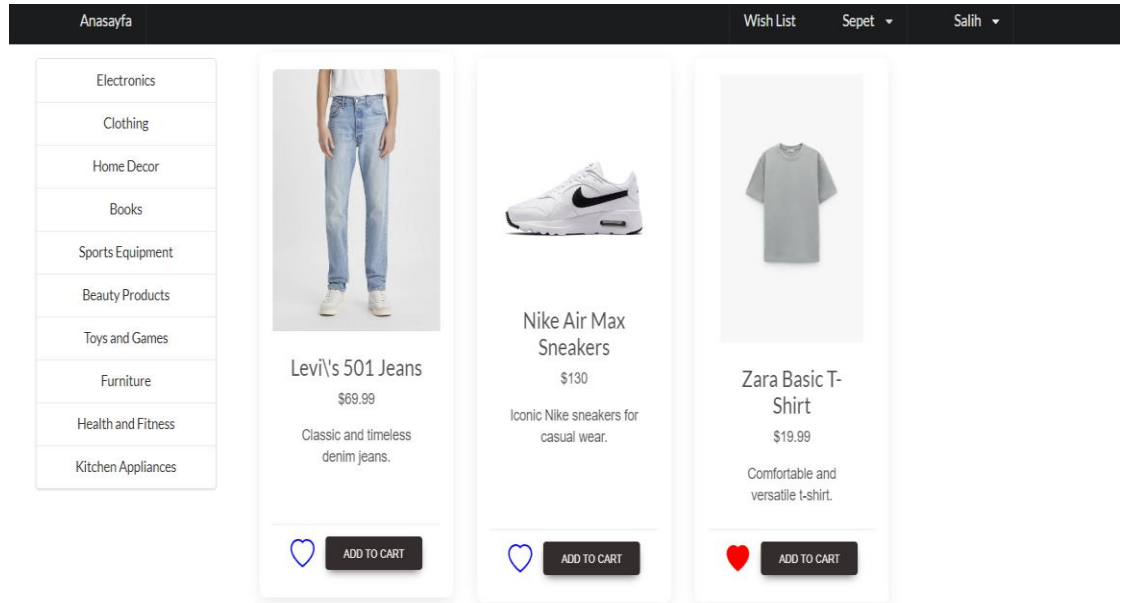 Anasayfa
Wish List
Sepet
Salih
Electronics
Clothing
Home Decor
Books
Sports Equipment
Beauty Products
Toys and Games
Furniture
Health and Fitness
Kitchen Appliances
Levi\'s 501 Jeans
$69.99
Classic and timeless
denim jeans.
ADD TO CART
Nike Air Max
Sneakers
$130
Iconic Nike sneakers for
casual wear.
ADD TO CART
Zara Basic T-
Shirt
$19.99
Comfortable and
versatile t-shirt.
ADD TO CART